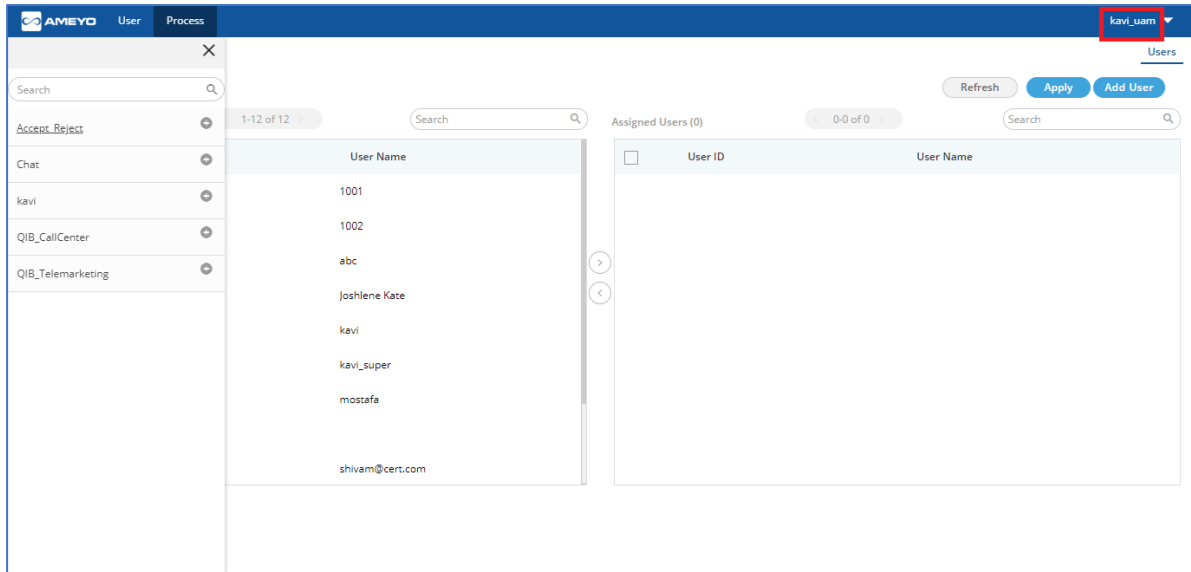 AMEYO User Process kavi_uam
Users
Search
Refresh Apply Add User
1-12 of 12 Search Assigned Users (0) 0-0 of 0 Search
Accept_Reject
Chat
kavi
QIB_CallCenter
QIB_Telemarketing
User Name
1001
1002
abc
Joshlene Kate
kavi
kavi_super
mostafa
shivam@cert.com
User ID User Name